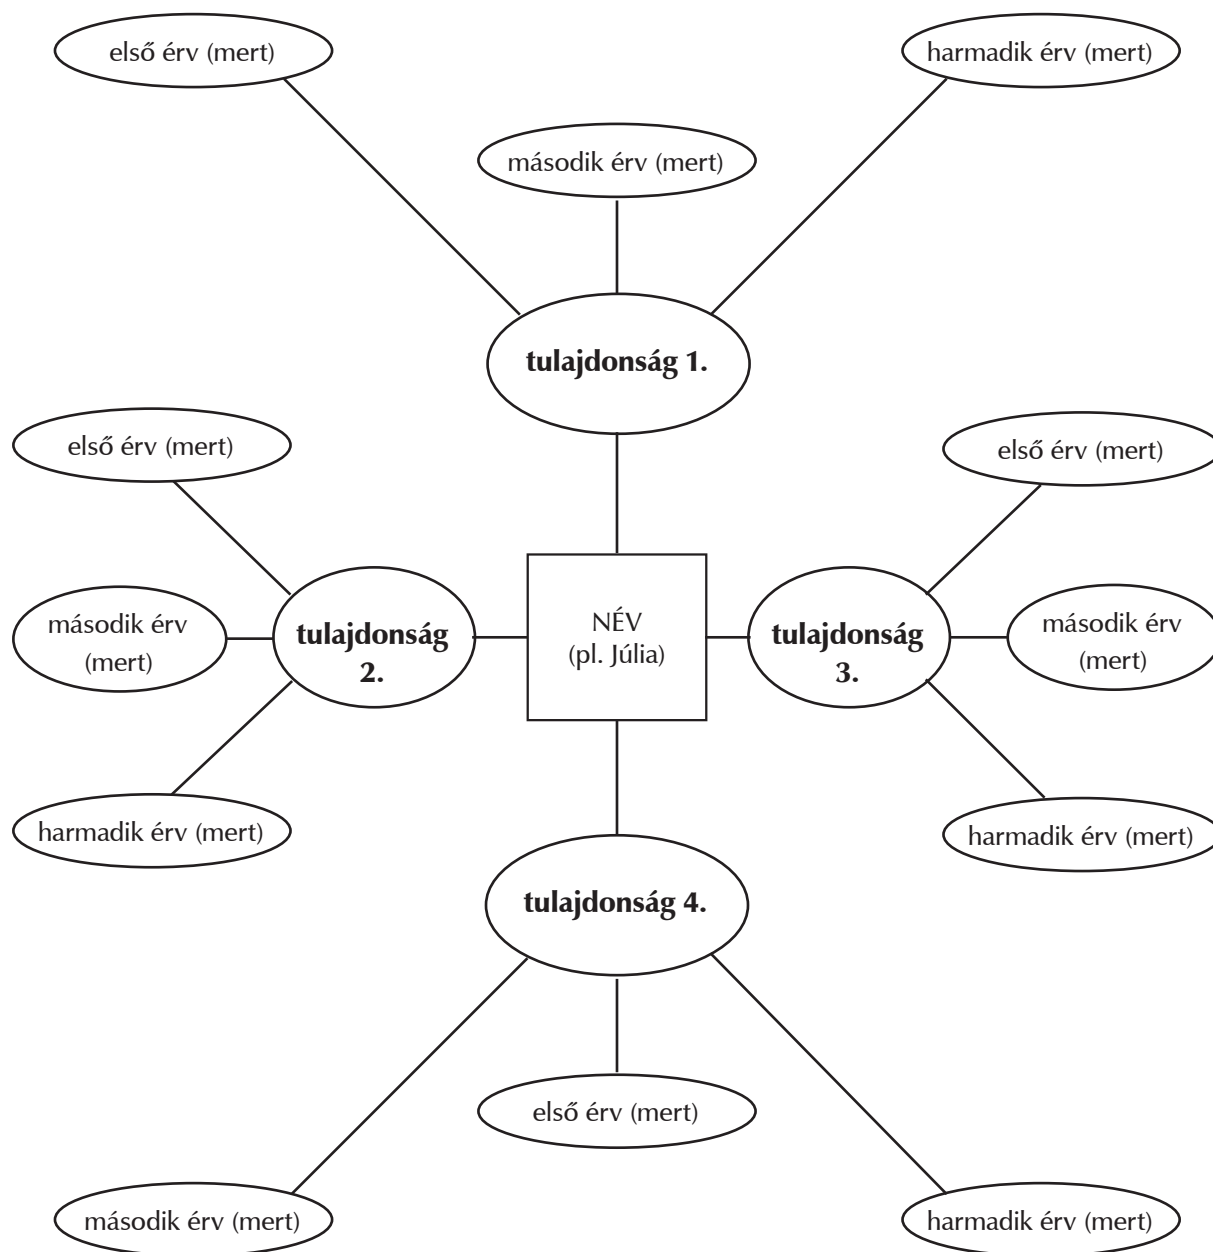 első érv (mert)
harmadik érv (mert)
második érv (mert)
tulajdonság 1.
első érv (mert)
első érv (mert)
második érv
(mert)
tulajdonság
2.
NÉV
(pl. Júlia)
tulajdonság
3.
második érv
(mert)
harmadik érv (mert)
harmadik érv (mert)
tulajdonság 4.
első érv (mert)
második érv (mert)
harmadik érv (mert)